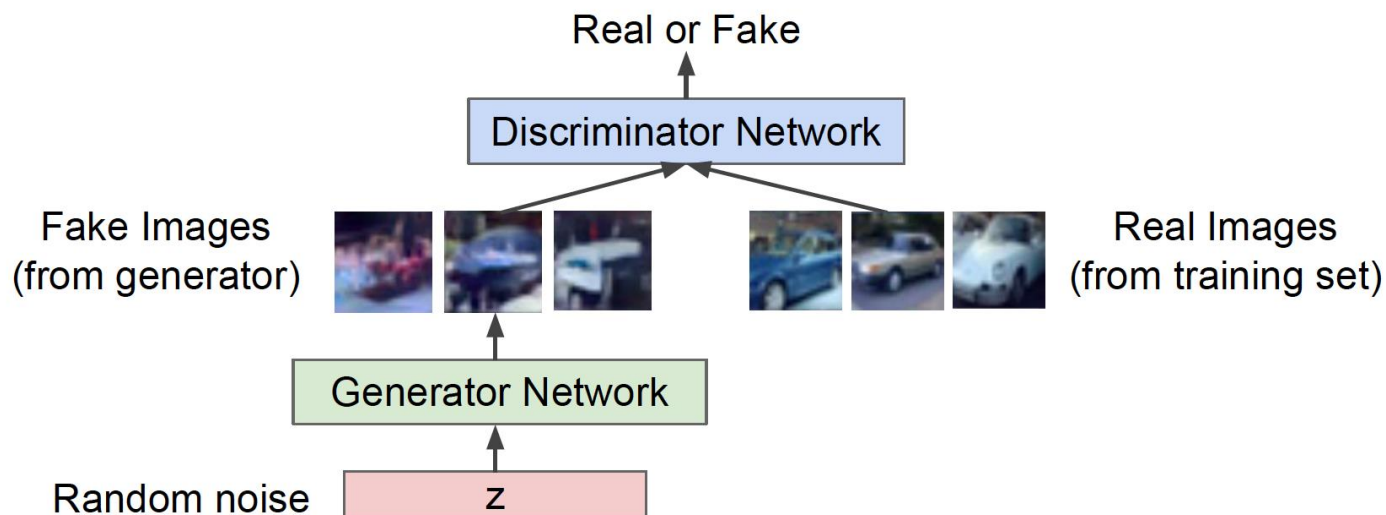 Real or Fake
Discriminator Network
Fake Images
(from generator)
Real Images
(from training set)
Generator Network
Random noise
z